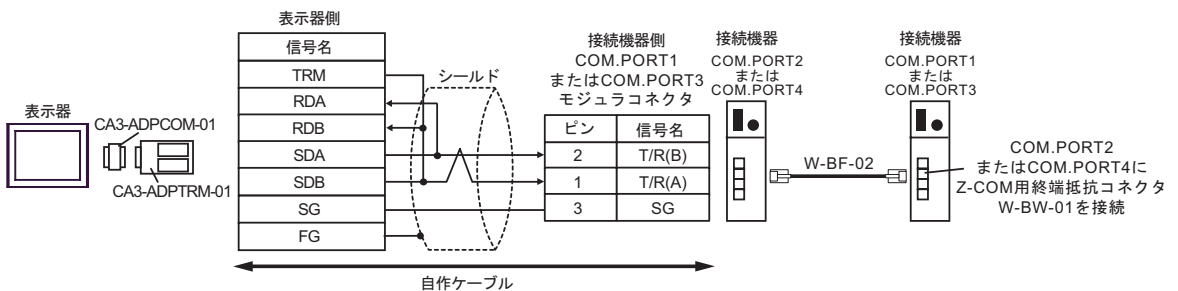 表示器
CA3-ADPCOM-01
CA3-ADPTRM-01
表示器側
信号名
TRM
RDA
RDB
SDA
SDB
SG
FG
シールド
接続機器側
COM.PORT1
またはCOM.PORT3
モジュラコネクタ
ピン 信号名
2 T/R(B)
1 T/R(A)
3 SG
自作ケーブル
接続機器
COM.PORT2
または
COM.PORT4
W-BF-02
接続機器
COM.PORT1
または
COM.PORT3
COM.PORT2
またはCOM.PORT4に
Z-COM用終端抵抗コネクタ
W-BW-01を接続